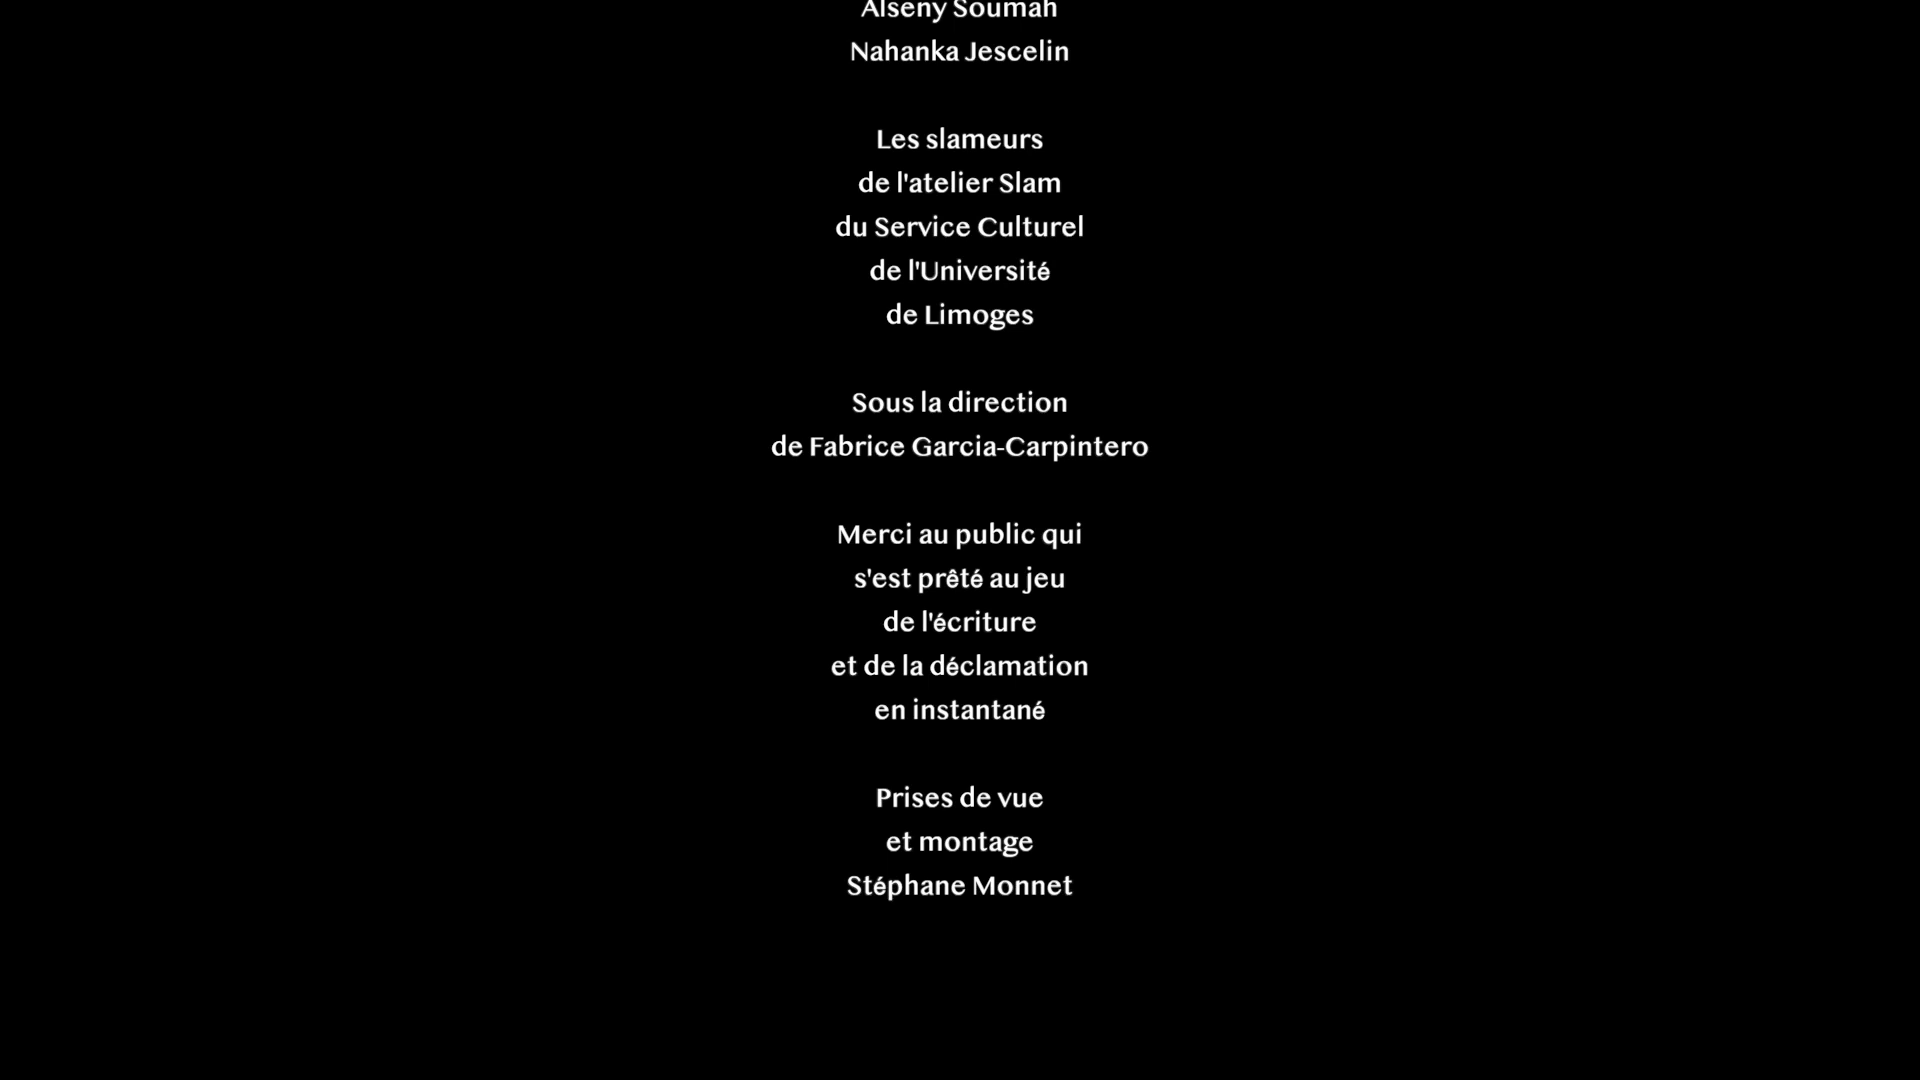 Alseny Soumah
Nahanka Jescelin
Les slameurs
de l'atelier Slam
du Service Culturel
de l'Université
de Limoges
Sous la direction
de Fabrice Garcia-Carpintero
Merci au public qui
s'est prêté au jeu
de l'écriture
et de la déclamation
en instantané
Prises de vue
et montage
Stéphane Monnet